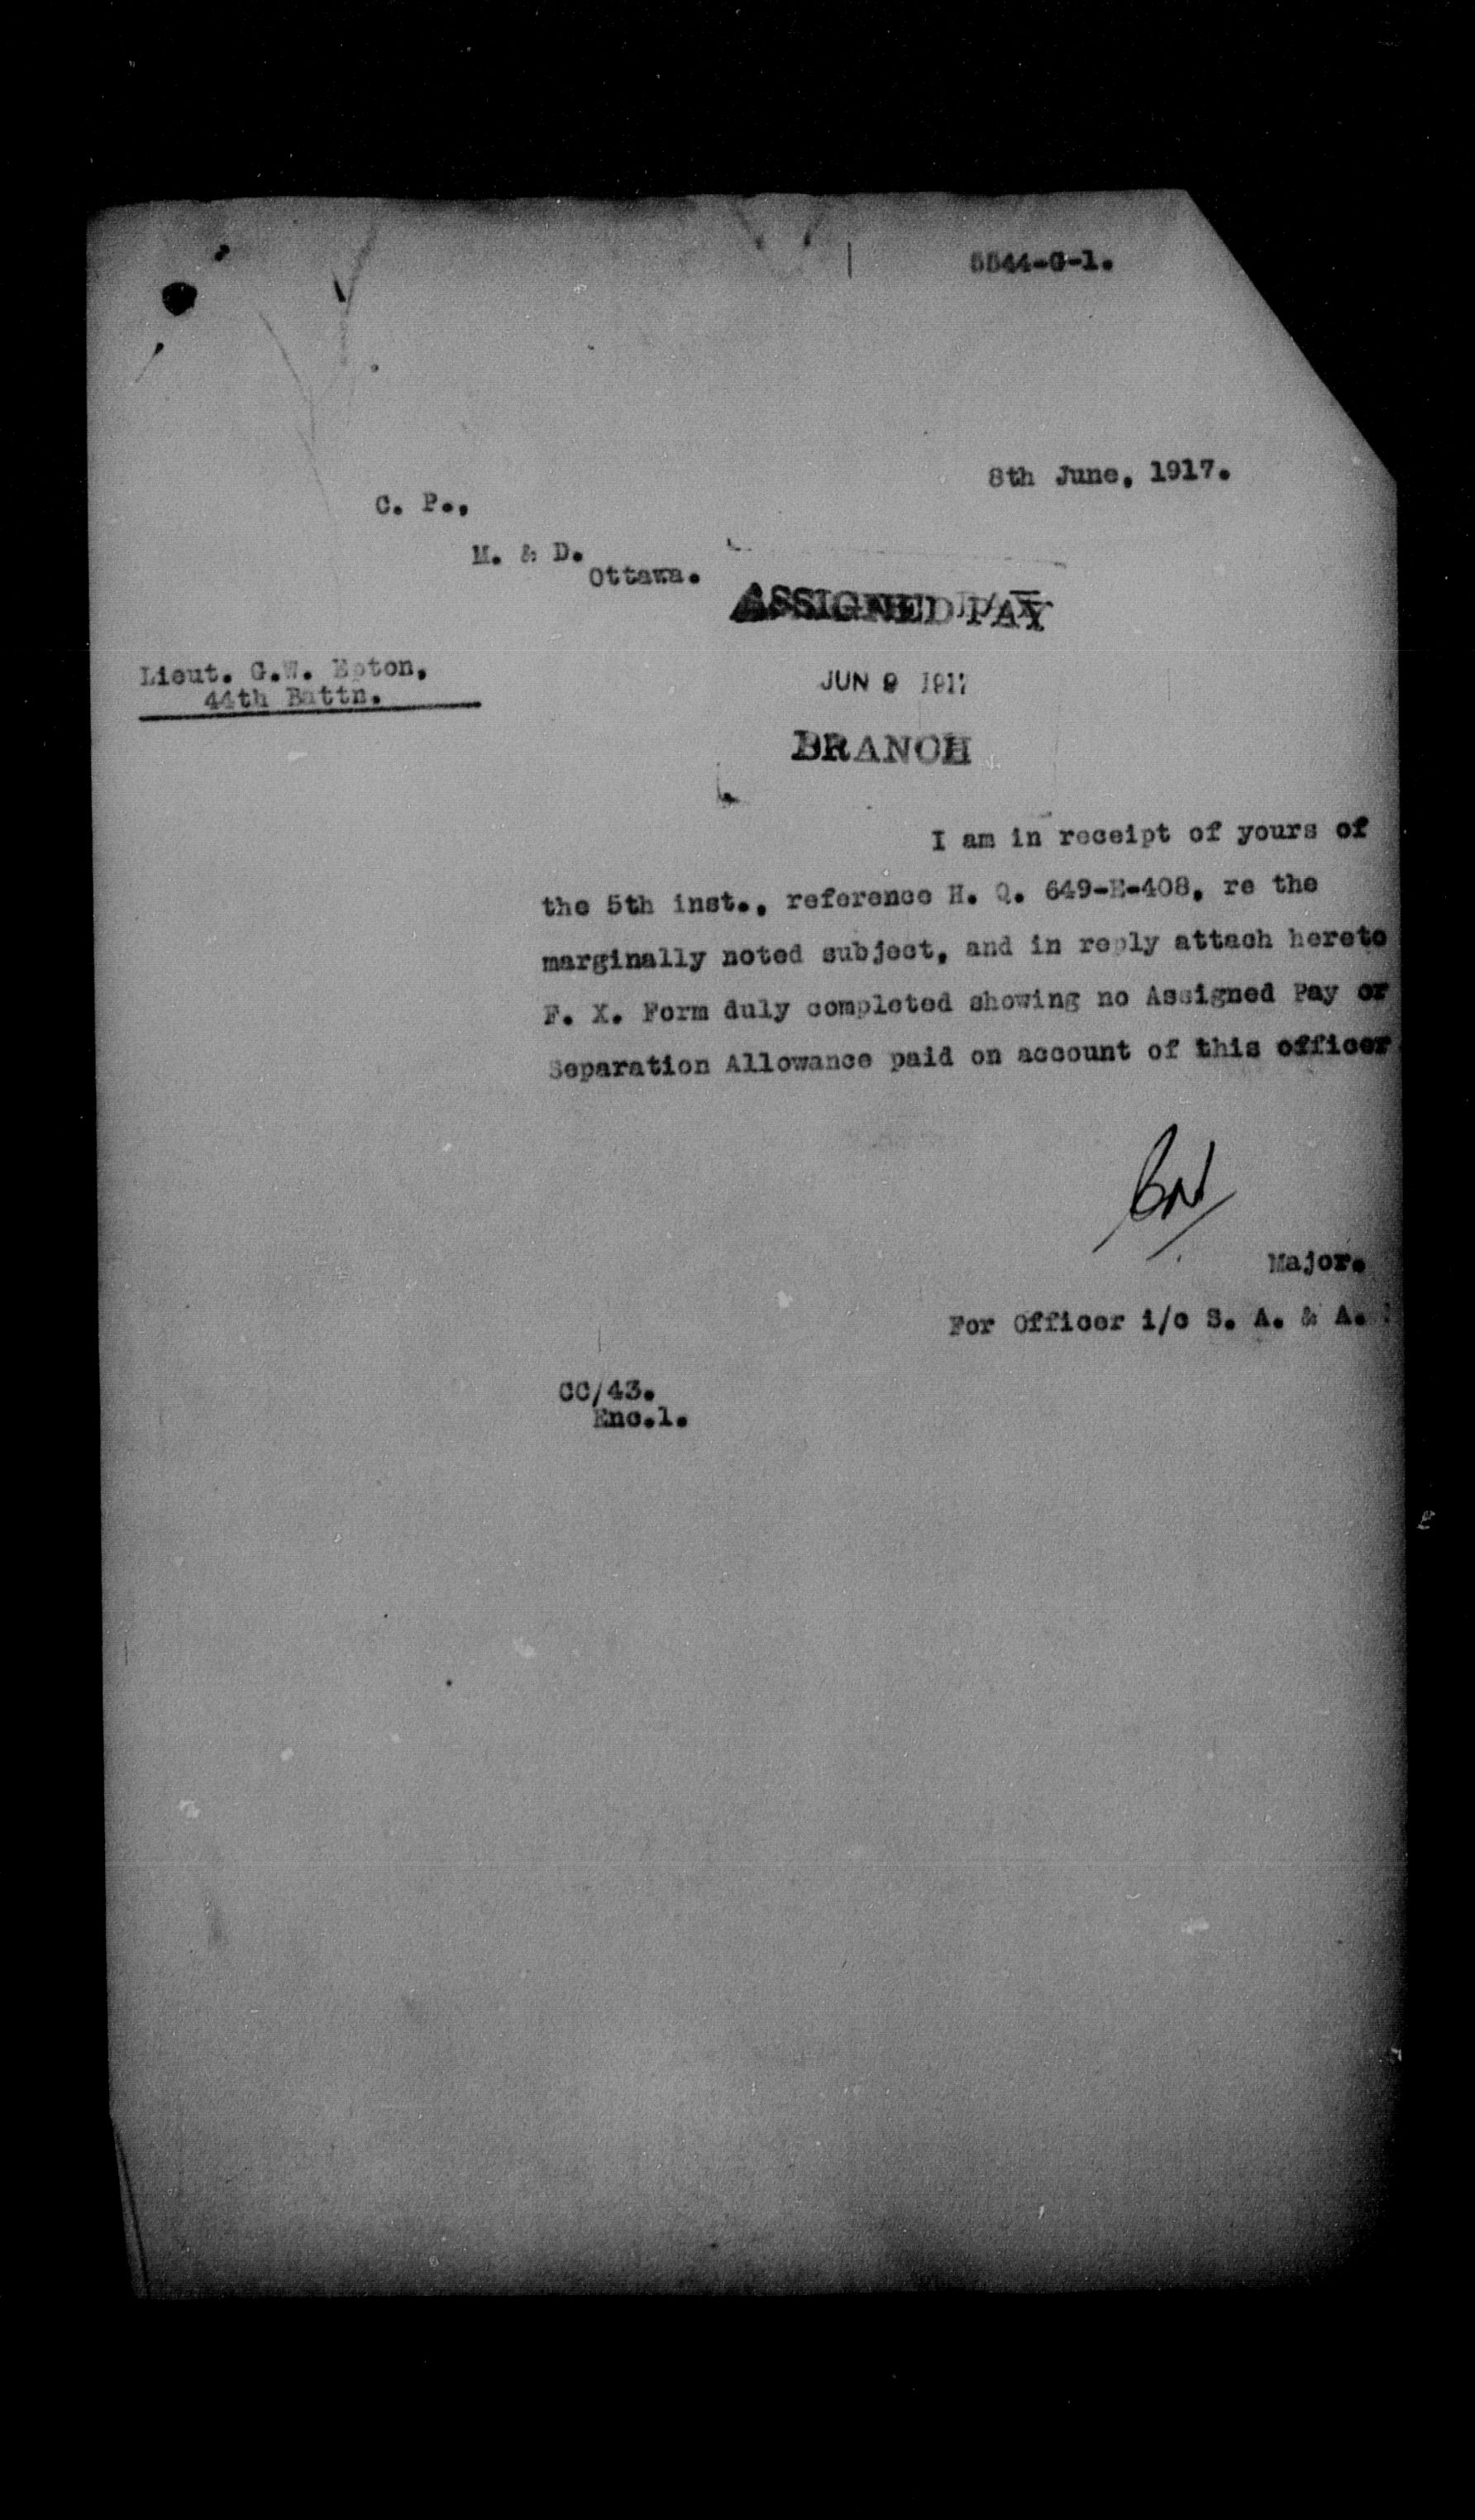 5544-G-1.
8th June, 1917.
C. P.,
M. & D.
Ottawa.
ASSIGNED PAY
JUN 9 1917
BRANCH
Lieut. G.W. Epton,
44th Battn.
I am in receipt of yours of
the 5th inst., reference H. Q. 649-E-408, re the
marginally noted subject, and in reply attach hereto
F. X. Form duly completed showing no Assigned Pay or
Separation Allowance paid on account of this officer
Major.
For Officer i/c S. A. & A.
CC/43.
Enc.1.